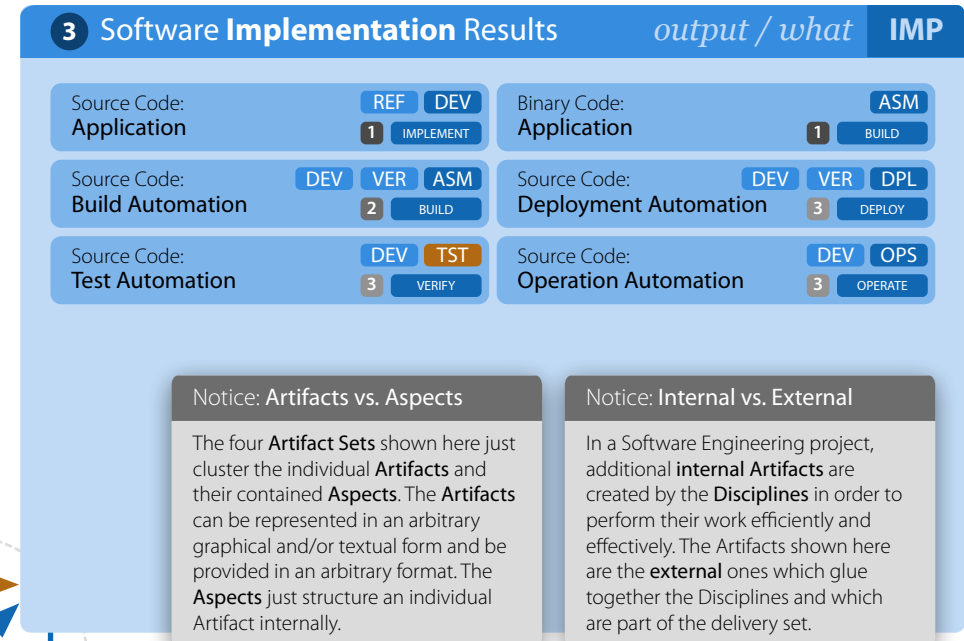 3 Software Implementation Results output / what IMP
Source Code: REF DEV
Application 1 IMPLEMENT
Binary Code: ASM
Application 1 BUILD
Source Code: DEV VER ASM
Build Automation 2 BUILD
Source Code: DEV VER DPL
Deployment Automation 3 DEPLOY
Source Code: DEV TST
Test Automation 3 VERIFY
Source Code: DEV OPS
Operation Automation 3 OPERATE
Notice: Artifacts vs. Aspects
The four Artifact Sets shown here just
cluster the individual Artifacts and
their contained Aspects. The Artifacts
can be represented in an arbitrary
graphical and/or textual form and be
provided in an arbitrary format. The
Aspects just structure an individual
Artifact internally.
Notice: Internal vs. External
In a Software Engineering project,
additional internal Artifacts are
created by the Disciplines in order to
perform their work efficiently and
effectively. The Artifacts shown here
are the external ones which glue
together the Disciplines and which
are part of the delivery set.